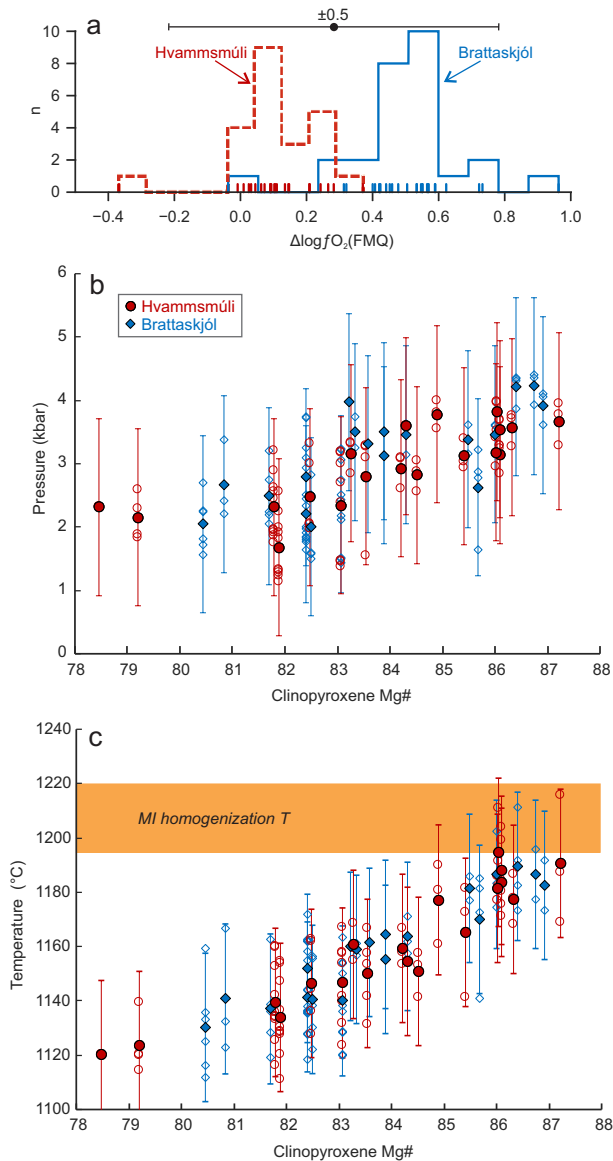 a
±0.5
Hvammsmúli
Brattaskjól
10
8
6
4
2
0
n
−0.4 −0.2 0.0 0.2 0.4 0.6 0.8 1.0
ΔlogfO₂(FMQ)
b
Hvammsmúli
Brattaskjól
6
5
4
3
2
1
0
Pressure (kbar)
78 79 80 81 82 83 84 85 86 87 88
Clinopyroxene Mg#
c
MI homogenization T
1240
1220
1200
1180
1160
1140
1120
1100
Temperature (°C)
78 79 80 81 82 83 84 85 86 87 88
Clinopyroxene Mg#